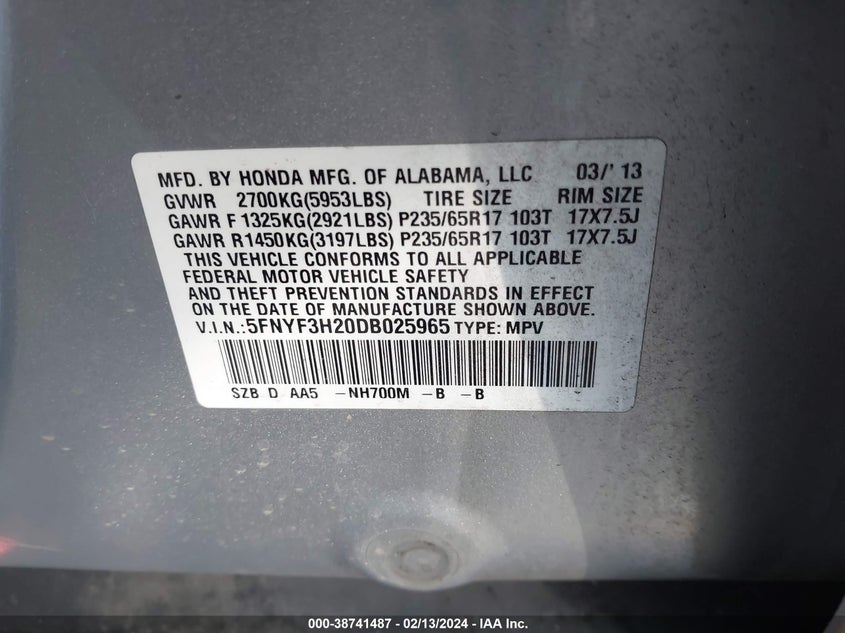 MFD. BY HONDA MFG. OF ALABAMA, LLC 03/' 13
GVWR 2700KG(5953LBS) TIRE SIZE RIM SIZE
GAWR F 1325KG(2921LBS) P235/65R17 103T 17X7.5J
GAWR R1450KG(3197LBS) P235/65R17 103T 17X7.5J
THIS VEHICLE CONFORMS TO ALL APPLICABLE
FEDERAL MOTOR VEHICLE SAFETY
AND THEFT PREVENTION STANDARDS IN EFFECT
ON THE DATE OF MANUFACTURE SHOWN ABOVE.
V.I.N.:5FNYF3H20DB025965 TYPE: MPV
SZB D AA5 -NH700M -B -B
000-38741487 - 02/13/2024 - IAA Inc.